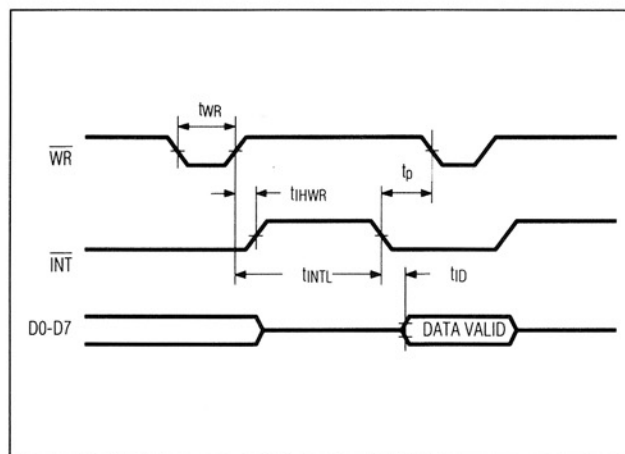 tWR
WR
tp
tIHWR
INT
tINTL
tID
D0-D7
DATA VALID